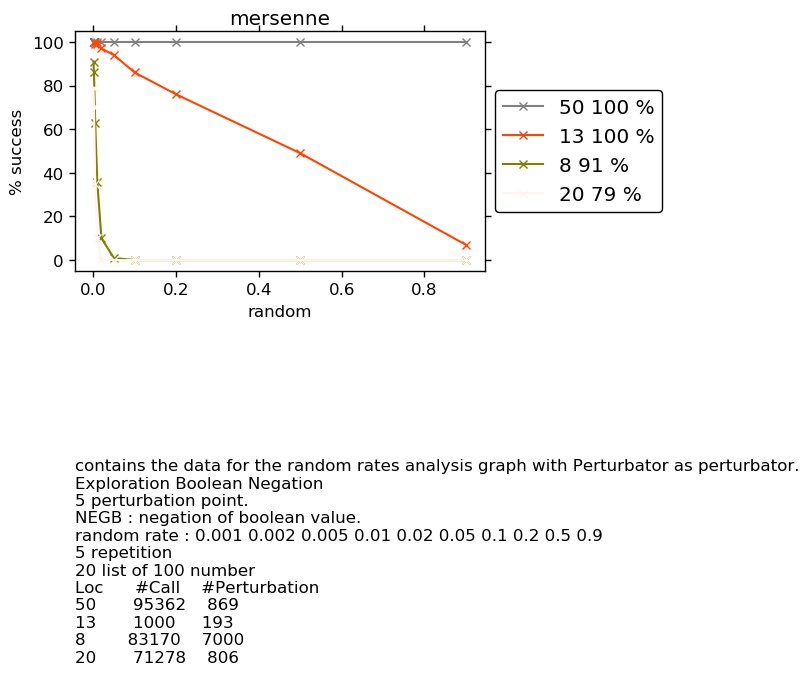 mersenne
100
80
60
40
20
0
% success
0.0 0.2 0.4 0.6 0.8
random
50 100 %
13 100 %
8 91 %
20 79 %
contains the data for the random rates analysis graph with Perturbator as perturbator.
Exploration Boolean Negation
5 perturbation point.
NEGB : negation of boolean value.
random rate : 0.001 0.002 0.005 0.01 0.02 0.05 0.1 0.2 0.5 0.9
5 repetition
20 list of 100 number
Loc #Call #Perturbation
50 95362 869
13 1000 193
8 83170 7000
20 71278 806